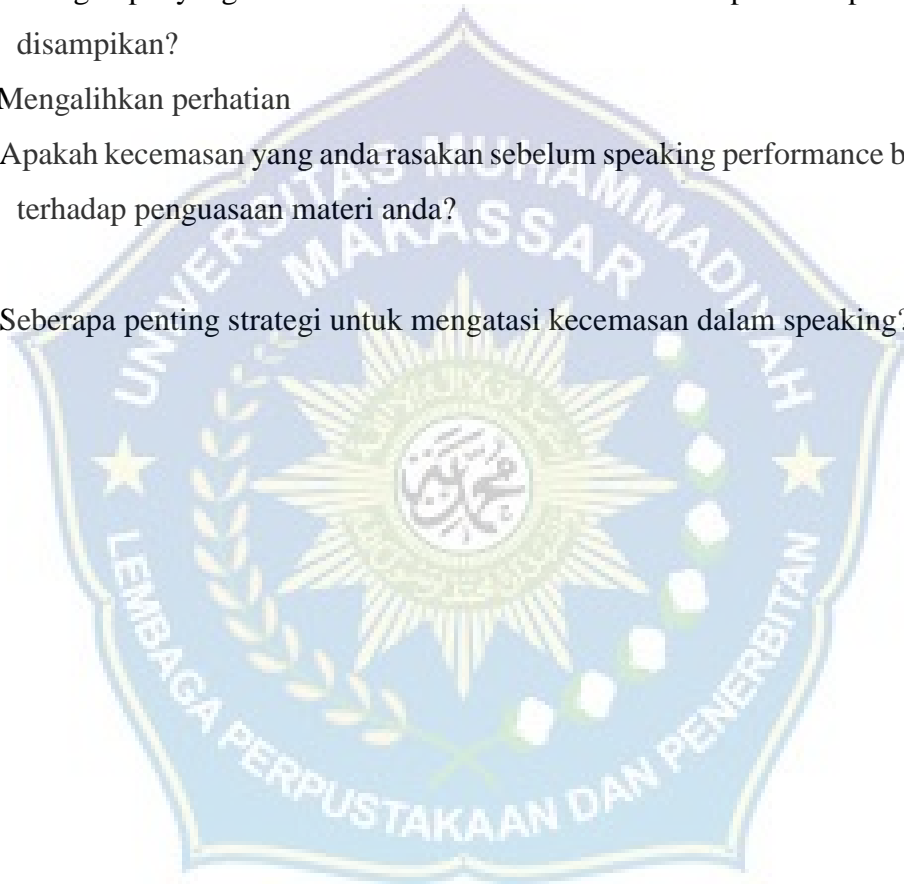 disampikan?
Mengalihkan perhatian
Apakah kecemasan yang anda rasakan sebelum speaking performance b
terhadap penguasaan materi anda?
Seberapa penting strategi untuk mengatasi kecemasan dalam speaking?
UNIVERSITAS MUHAMMADIYAH
MAKASSAR
LEMBAGA PERPUSTAKAAN DAN PENERBITAN